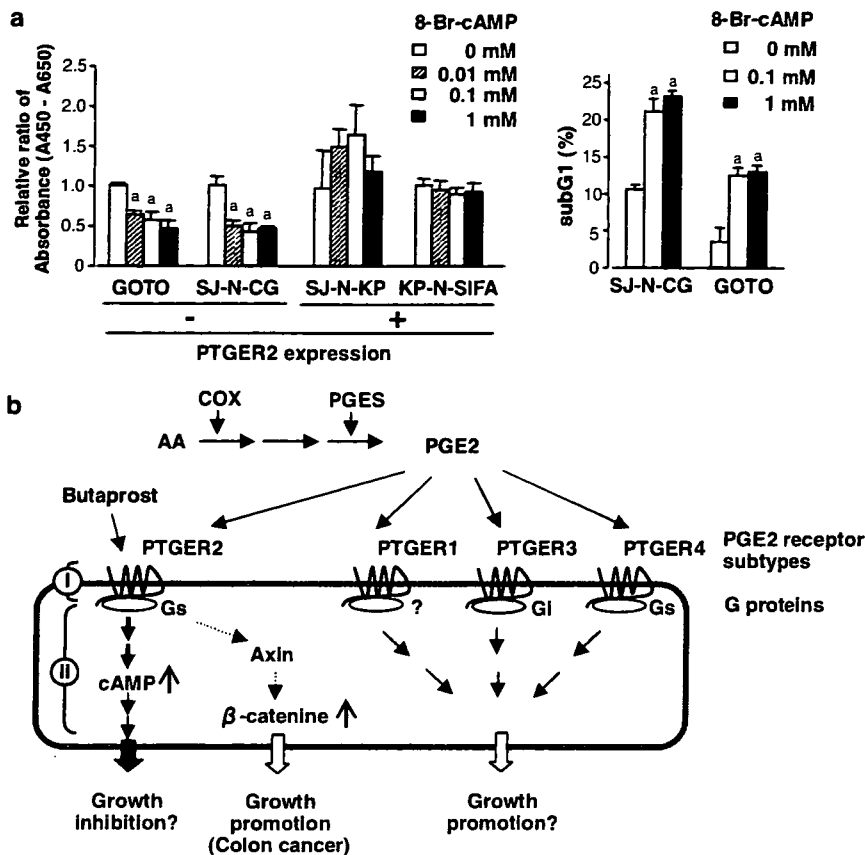 a
8-Br-cAMP
0 mM
0.01 mM
0.1 mM
1 mM
Relative ratio of
Absorbance (A450 - A650)
2.5
2.0
1.5
1.0
0.5
0
a a a
a a a
GOTO SJ-N-CG SJ-N-KP KP-N-SIFA
- +
PTGER2 expression
8-Br-cAMP
0 mM
0.1 mM
1 mM
subG1 (%)
25
20
15
10
5
0
a a
a a
SJ-N-CG GOTO
b
COX PGES
AA PGE2
Butaprost
PTGER2 PTGER1 PTGER3 PTGER4
PGE2 receptor
subtypes
I
Gs ? GI Gs
G proteins
II
cAMP
Axin
β-catenine
Growth
inhibition?
Growth
promotion
(Colon cancer)
Growth
promotion?